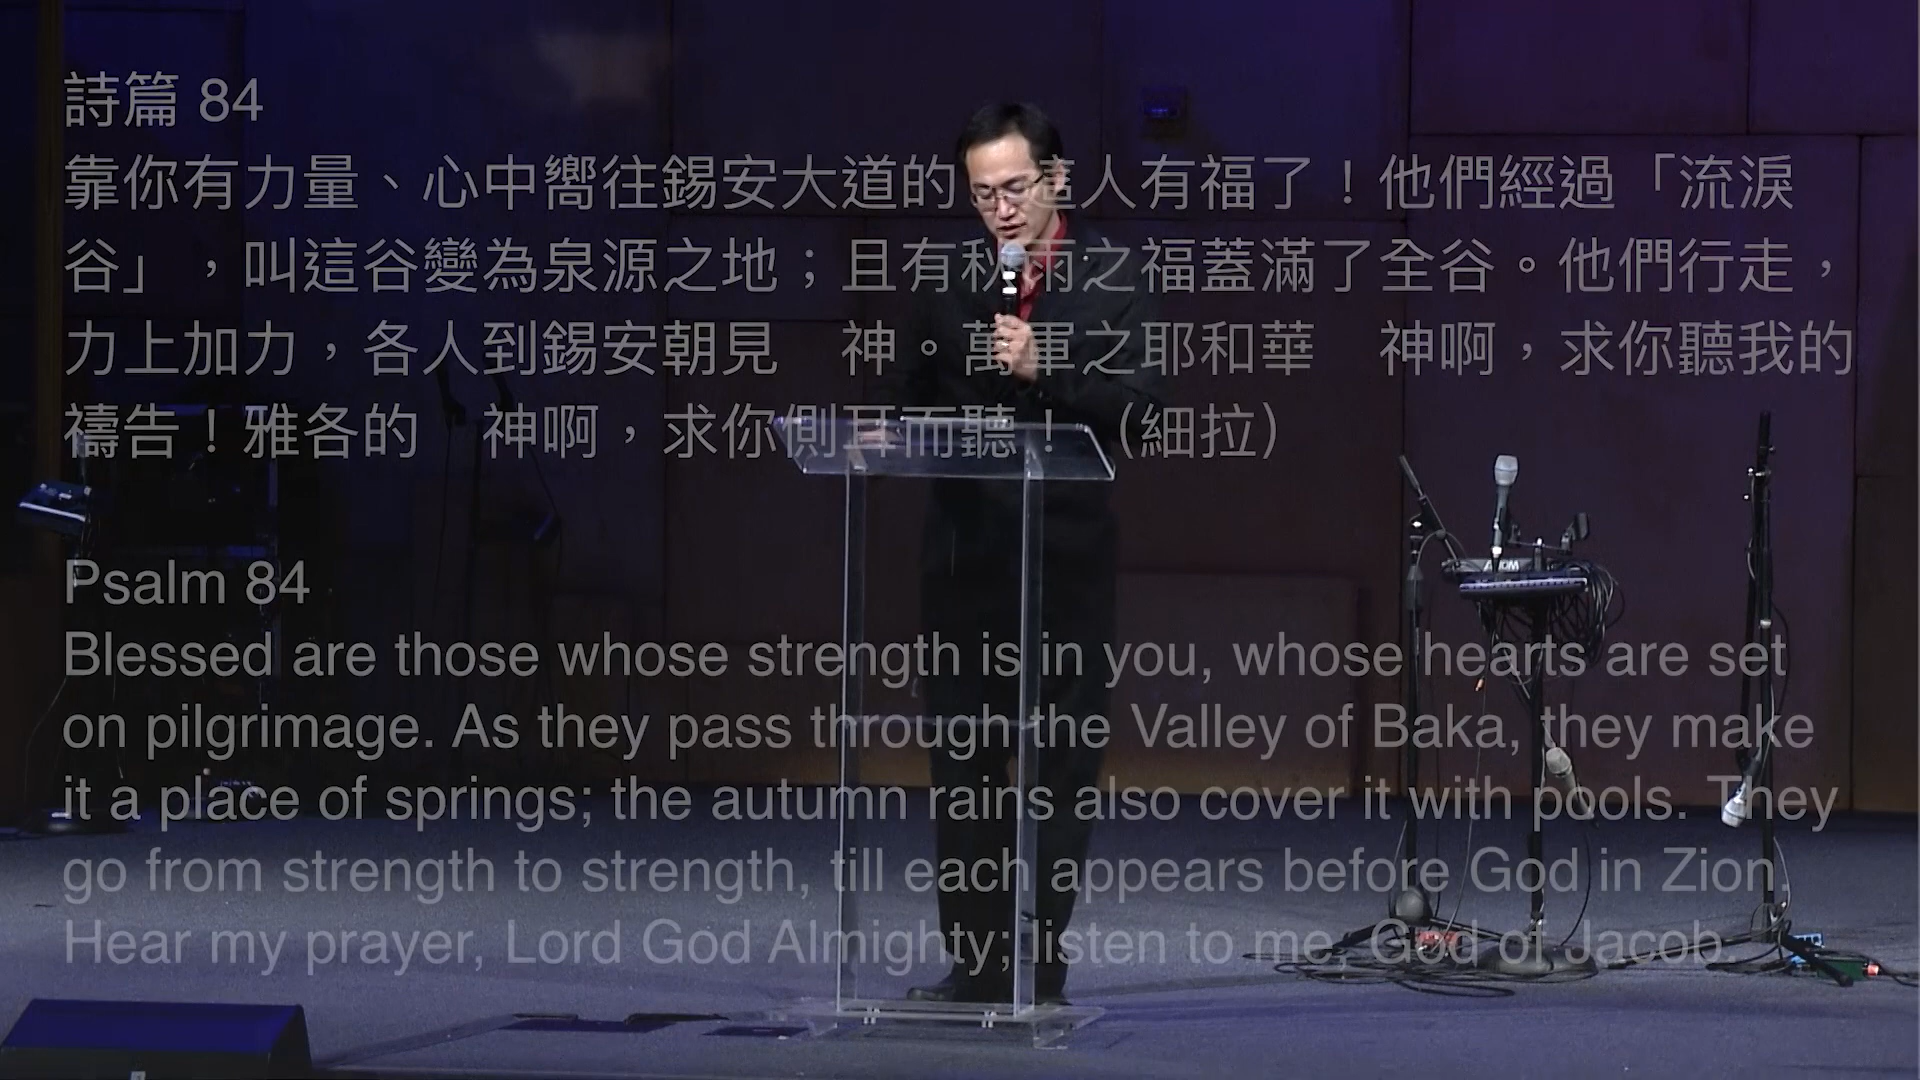 詩篇 84
靠你有力量、心中嚮往錫安大道的，這人有福了！他們經過「流淚
谷」，叫這谷變為泉源之地；且有秋雨之福蓋滿了全谷。他們行走，
力上加力，各人到錫安朝見　神。萬軍之耶和華　神啊，求你聽我的
禱告！雅各的　神啊，求你側耳而聽！（細拉）
Psalm 84
Blessed are those whose strength is in you, whose hearts are set
on pilgrimage. As they pass through the Valley of Baka, they make
it a place of springs; the autumn rains also cover it with pools. They
go from strength to strength, till each appears before God in Zion.
Hear my prayer, Lord God Almighty; listen to me, God of Jacob.